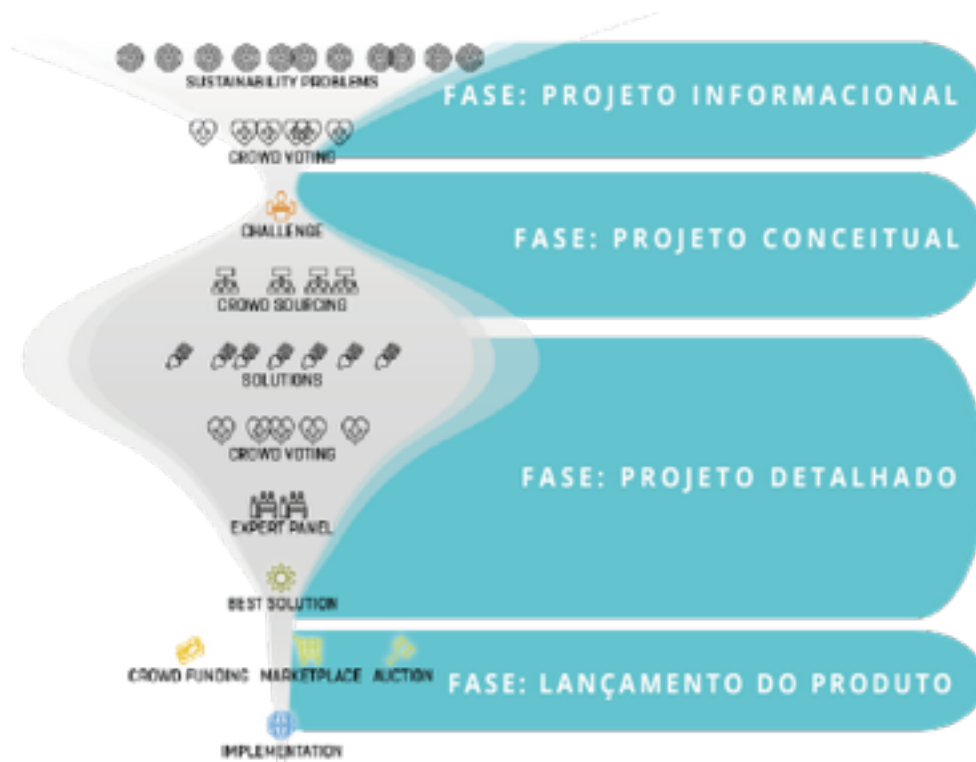 SUSTAINABILITY PROBLEMS
FASE: PROJETO INFORMACIONAL
CROWD VOTING
CHALLENGE
FASE: PROJETO CONCEITUAL
CROWD SOURCING
SOLUTIONS
CROWD VOTING
FASE: PROJETO DETALHADO
EXPERT PANEL
BEST SOLUTION
CROWD FUNDING MARKETPLACE AUCTION
FASE: LANÇAMENTO DO PRODUTO
IMPLEMENTATION